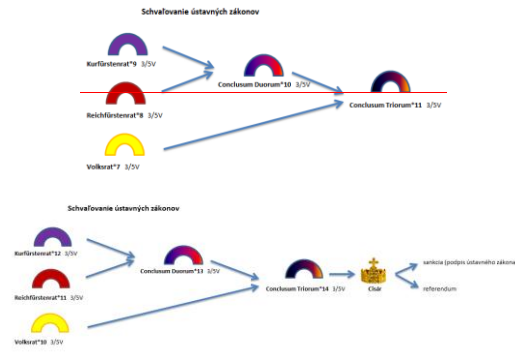 Schvaľovanie ústavných zákonov
Kurfürstenrat*9 3/5V
Conclusum Duorum*10 3/5V
Conclusum Triorum*11 3/5V
Reichfürstenrat*8 3/5V
Volksrat*7 3/5V
Schvaľovanie ústavných zákonov
Kurfürstenrat*12 3/5V
Conclusum Duorum*13 3/5V
sankcia (podpis ústavného zákona
Reichfürstenrat*11 3/5V
Conclusum Triorum*14 3/5V
Cisár
referendum
Volksrat*10 3/5V